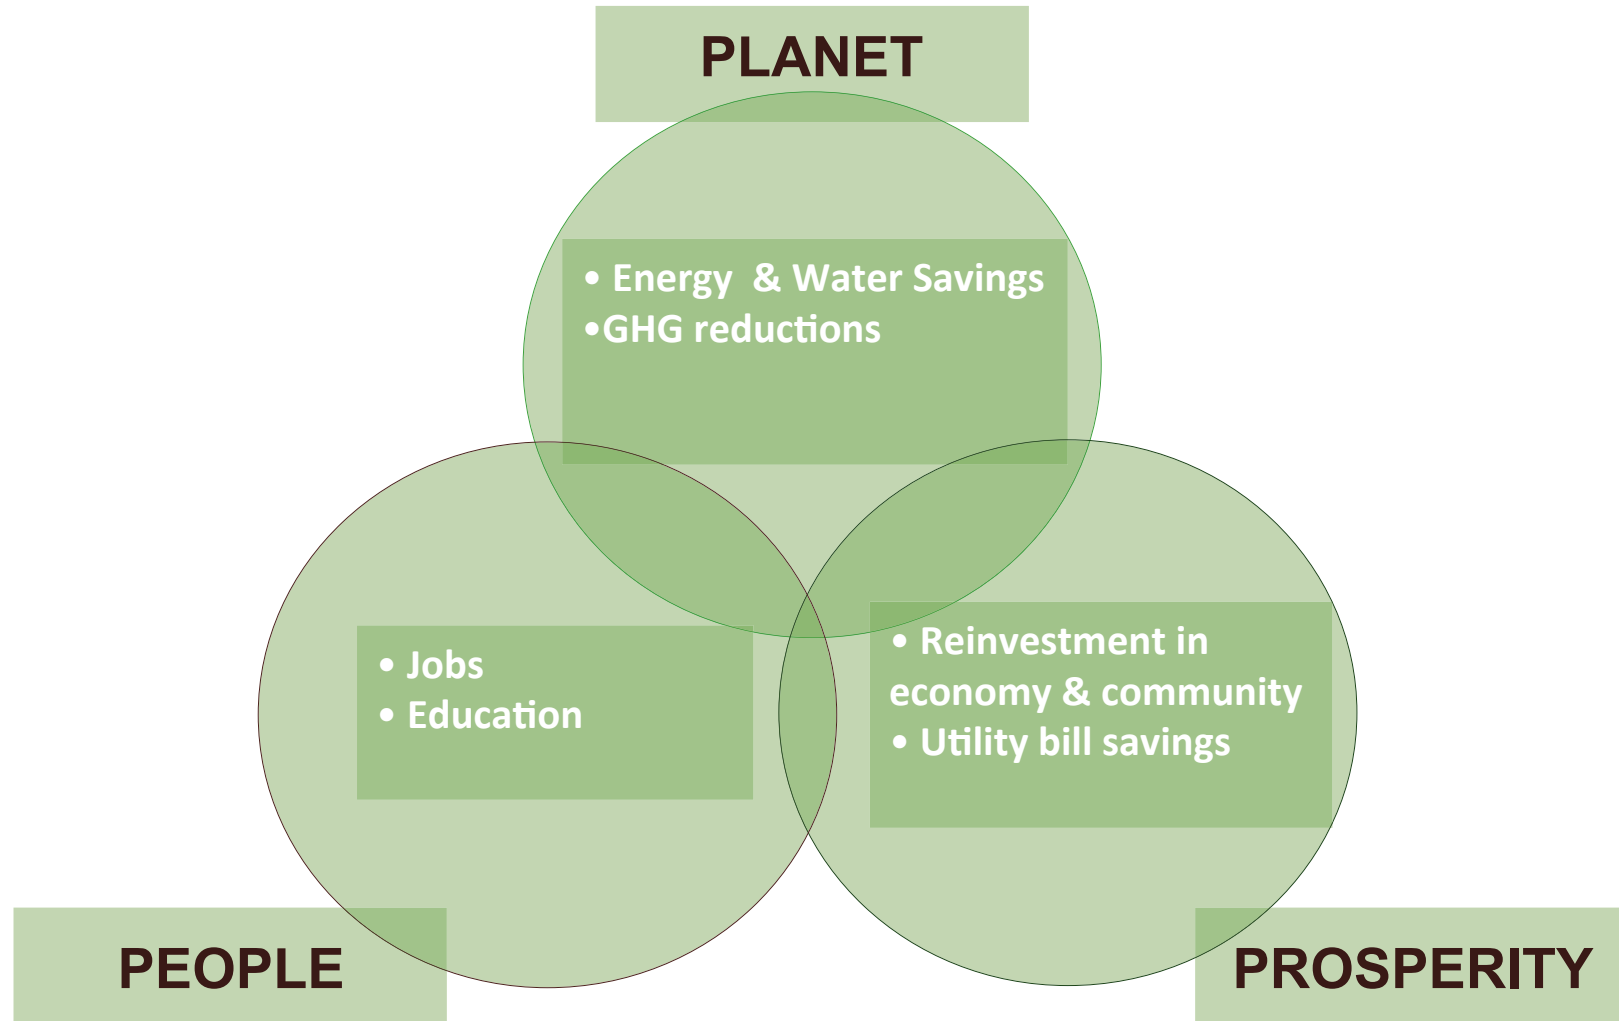 PLANET
• Energy  & Water Savings
•GHG reductions
• Jobs
• Education
• Reinvestment in
economy & community
• Utility bill savings
PEOPLE
PROSPERITY